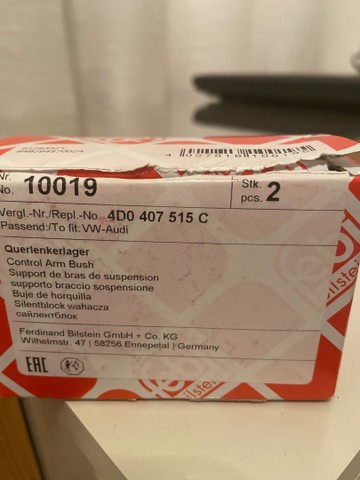 Nr.
No. 10019
Stk.
pcs. 2
Vergl.-Nr./Repl.-No. 4D0 407 515 C
Passend:/To fit: VW-Audi
Querlenkerlager
Control Arm Bush
Support de bras de suspension
supporto braccio sospensione
Buje de horquilla
Silentblock wahacza
сайлентблок
Ferdinand Bilstein GmbH + Co. KG
Wilhelmstr. 47 | 58256 Ennepetal | Germany
EAC
bilstein